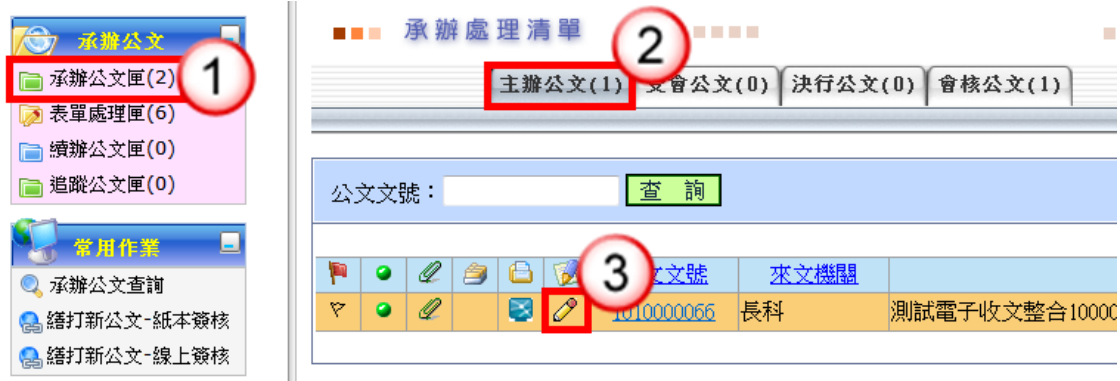 承辦公文
承辦公文匣(2)
1
表單處理匣(6)
續辦公文匣(0)
追蹤公文匣(0)
常用作業
承辦公文查詢
繕打新公文-紙本簽核
繕打新公文-線上簽核
承辦處理清單
2
主辦公文(1) 會公文(0) 決行公文(0) 會核公文(1)
公文文號： 查 詢
3 文號 來文機關
1010000066 長科 測試電子收文整合10000